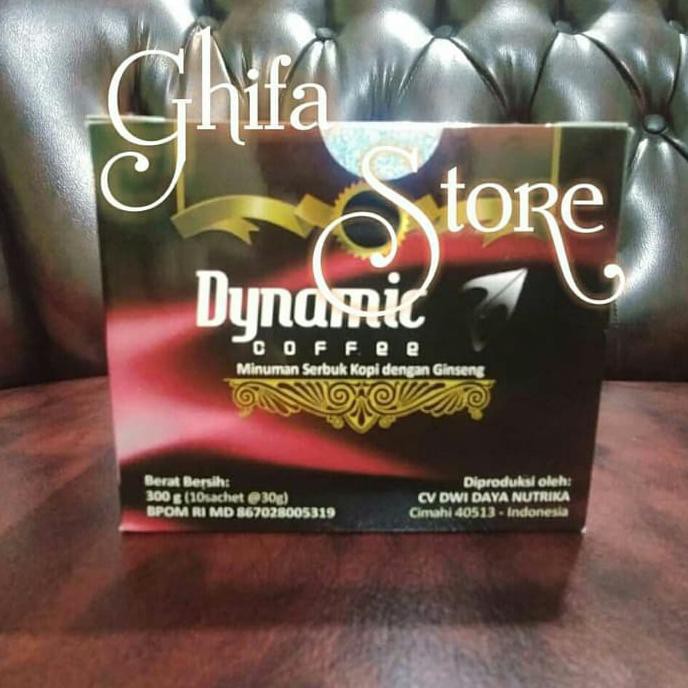 Ghifa
Store
Dynamic
coffee
Minuman Serbuk Kopi dengan Ginseng
Berat Bersih:
300 g (10sachet @30g)
BPOM RI MD 867028005319
Diproduksi oleh:
CV DWI DAYA NUTRIKA
Cimahi 40513 - Indonesia